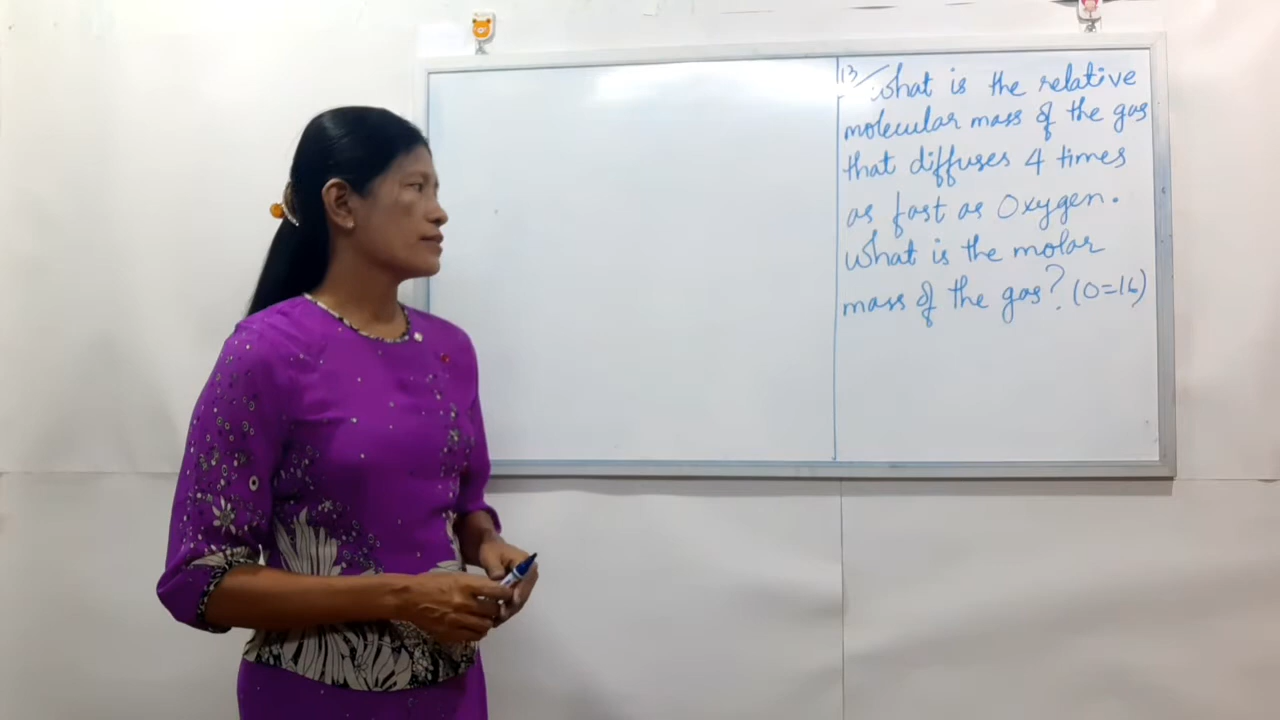 13/ What is the relative
molecular mass of the gas
that diffuses 4 times
as fast as Oxygen.
What is the molar
mass of the gas? (O=16)